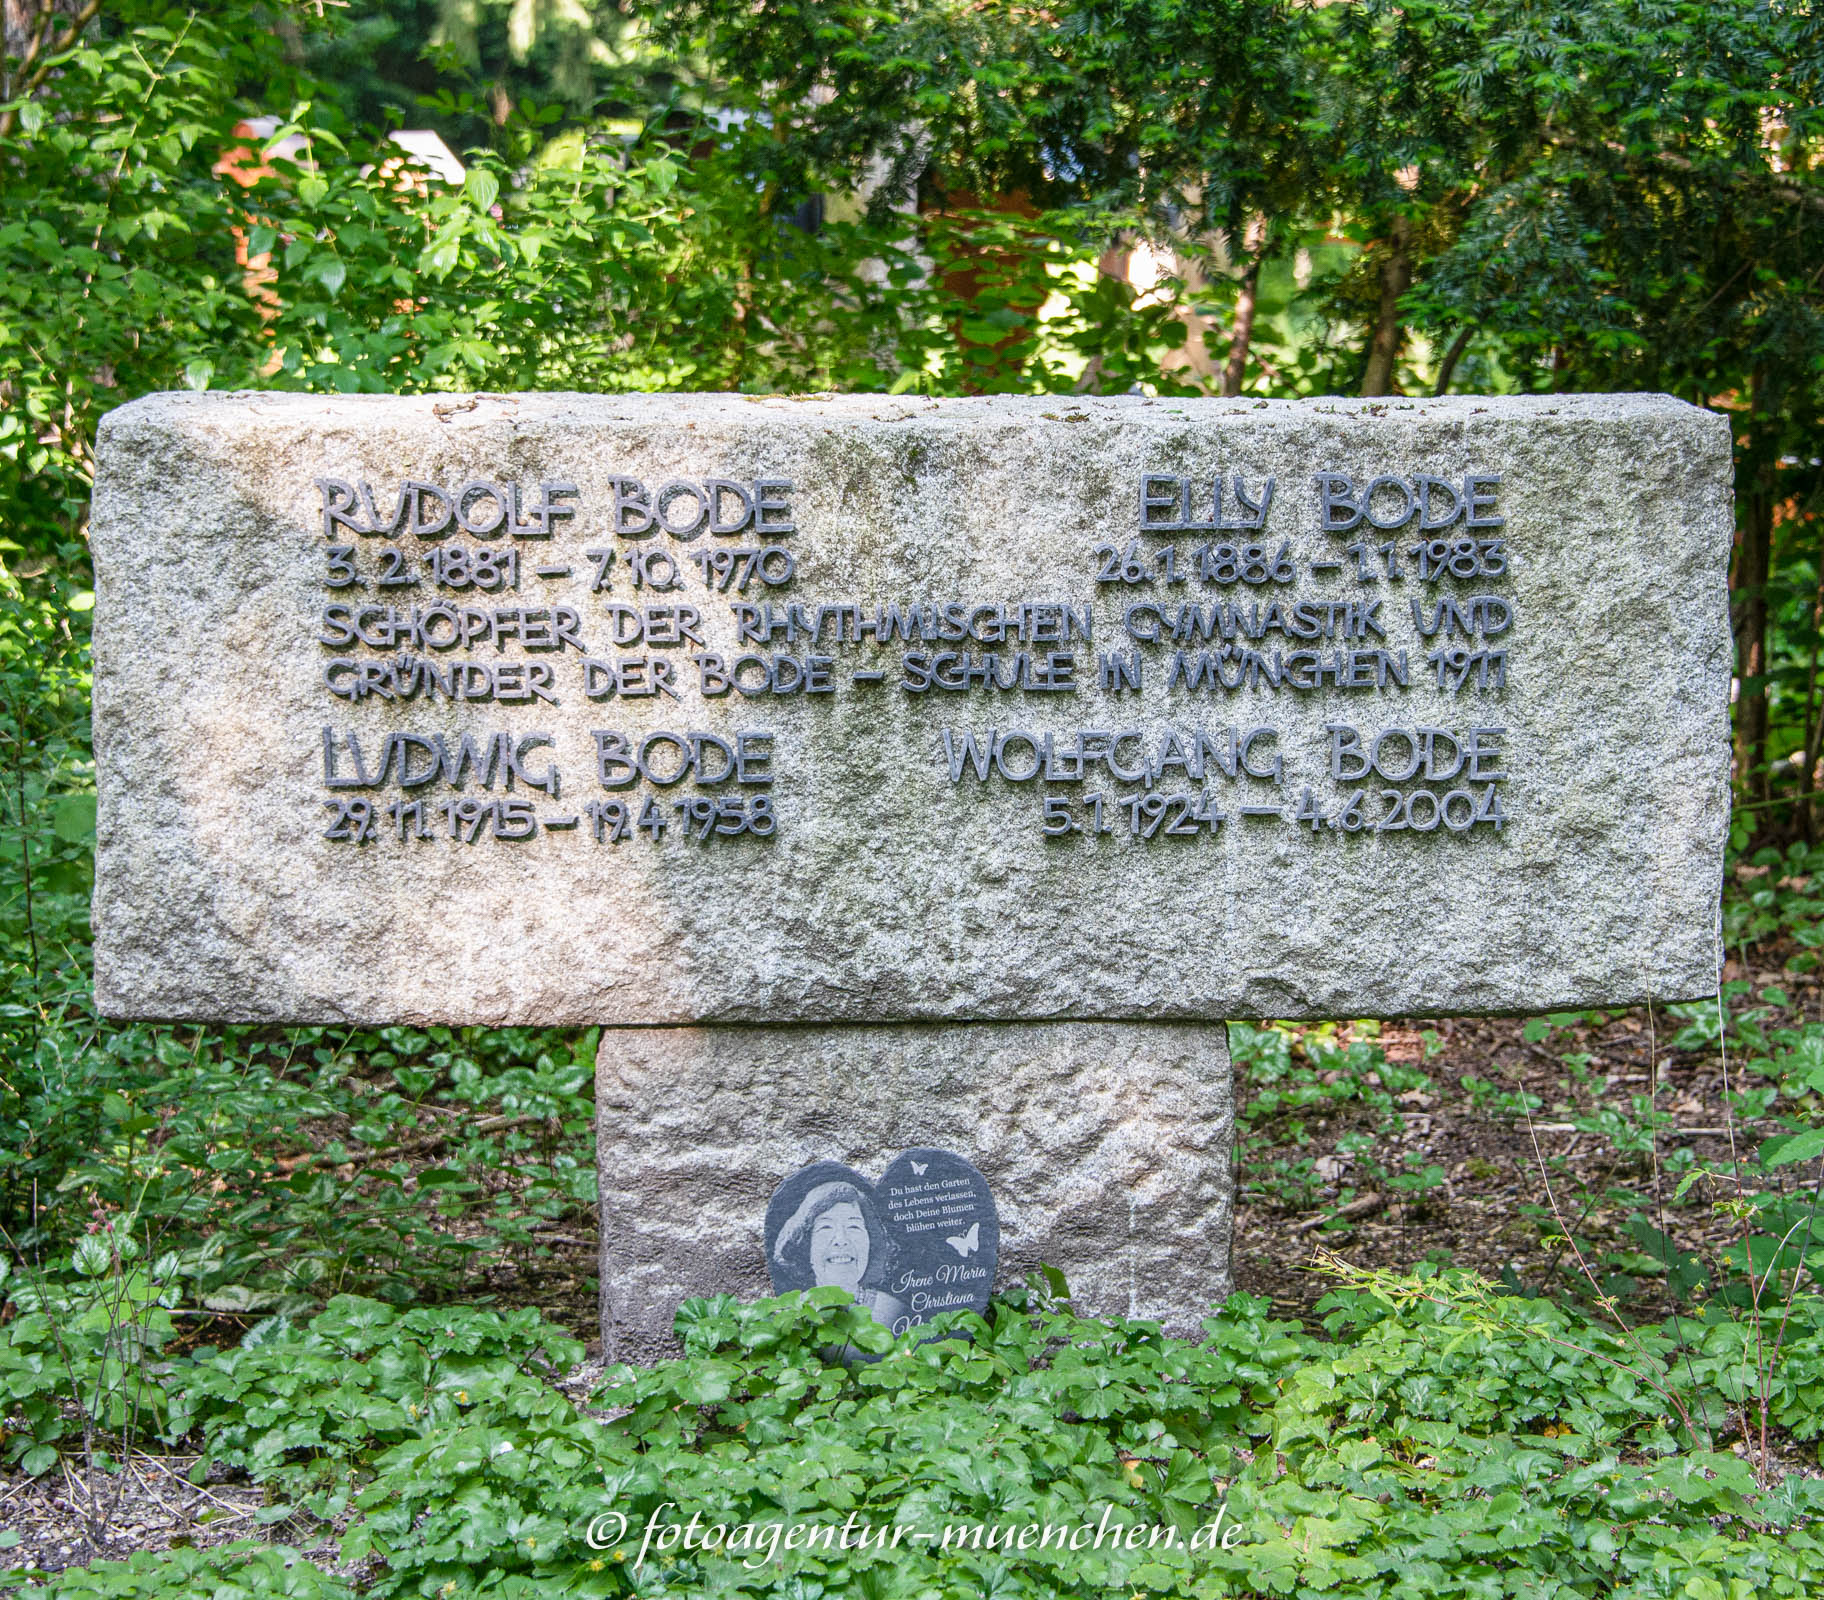 RUDOLF BODE ELLY BODE
3. 2. 1881 – 7. 10. 1970 26. 1. 1886 – 1. 1. 1983
SCHÖPFER DER RHYTHMISCHEN GYMNASTIK UND
GRÜNDER DER BODE – SCHULE IN MÜNCHEN 1911
LUDWIG BODE WOLFGANG BODE
29. 11. 1915 – 19. 4 1958 5. 1. 1924 – 4. 6. 2004
Du hast den Garten
des Lebens verlassen,
doch Deine Blumen
blühen weiter.
Irene Maria
Christiana
© fotoagentur-muenchen.de